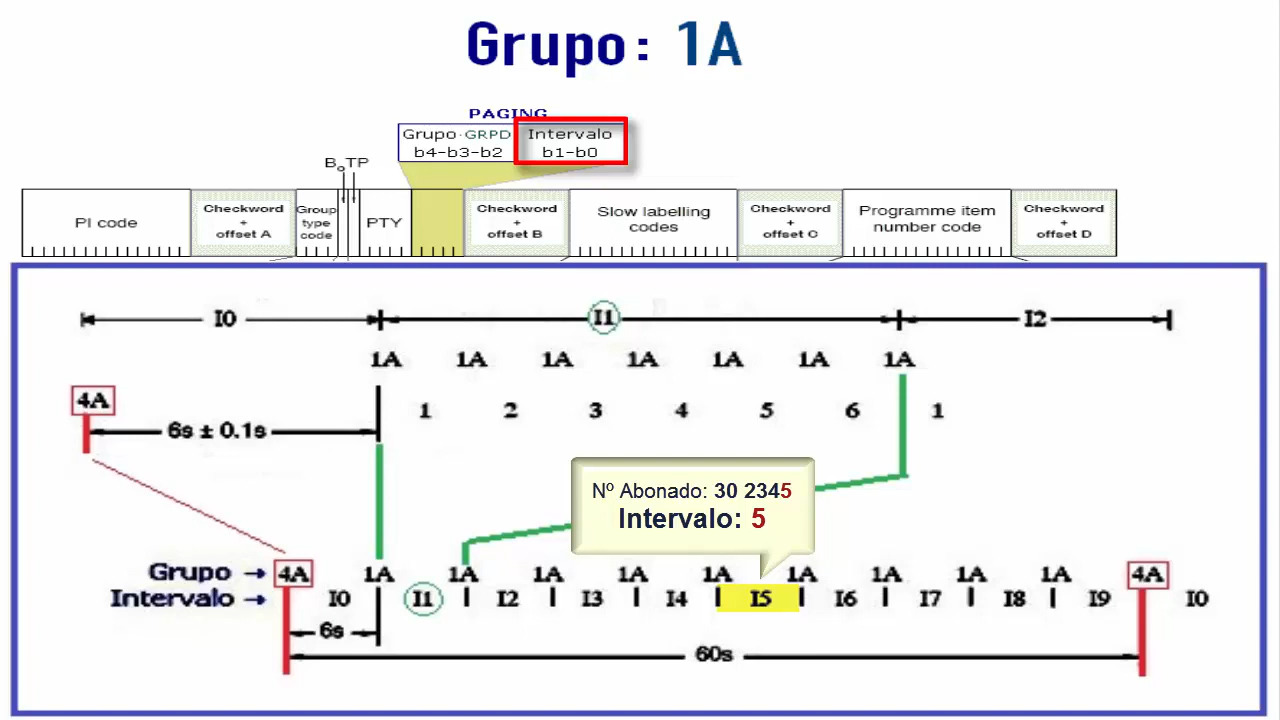 Grupo: 1A
PAGING
Grupo·GRPD Intervalo
b4-b3-b2 b1-b0
BoTP
PI code
Checkword + offset A
Group type code
PTY
Checkword + offset B
Slow labelling codes
Checkword + offset C
Programme item number code
Checkword + offset D
I0 I1 I2
1A 1A 1A 1A 1A 1A 1A
4A
1 2 3 4 5 6 1
6s ± 0.1s
Nº Abonado: 30 2345
Intervalo: 5
Grupo → 4A 1A 1A 1A 1A 1A 1A 1A 1A 1A 4A
Intervalo → I0 I1 I2 I3 I4 I5 I6 I7 I8 I9 I0
6s
60s